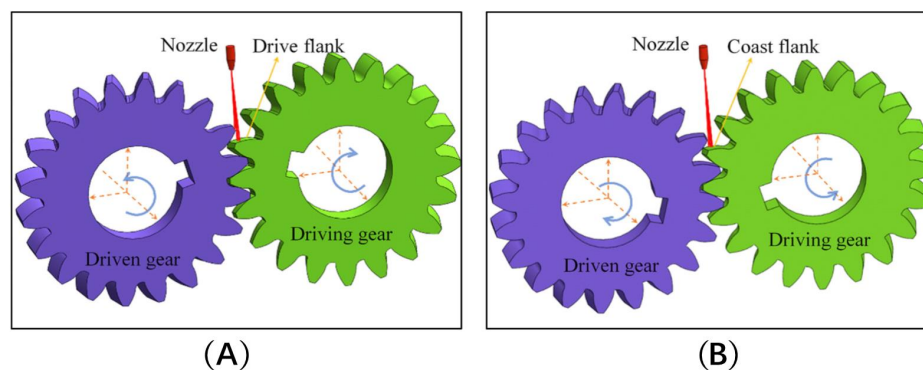 Nozzle Drive flank
Driven gear
Driving gear
(A)
Nozzle Coast flank
Driven gear
Driving gear
(B)